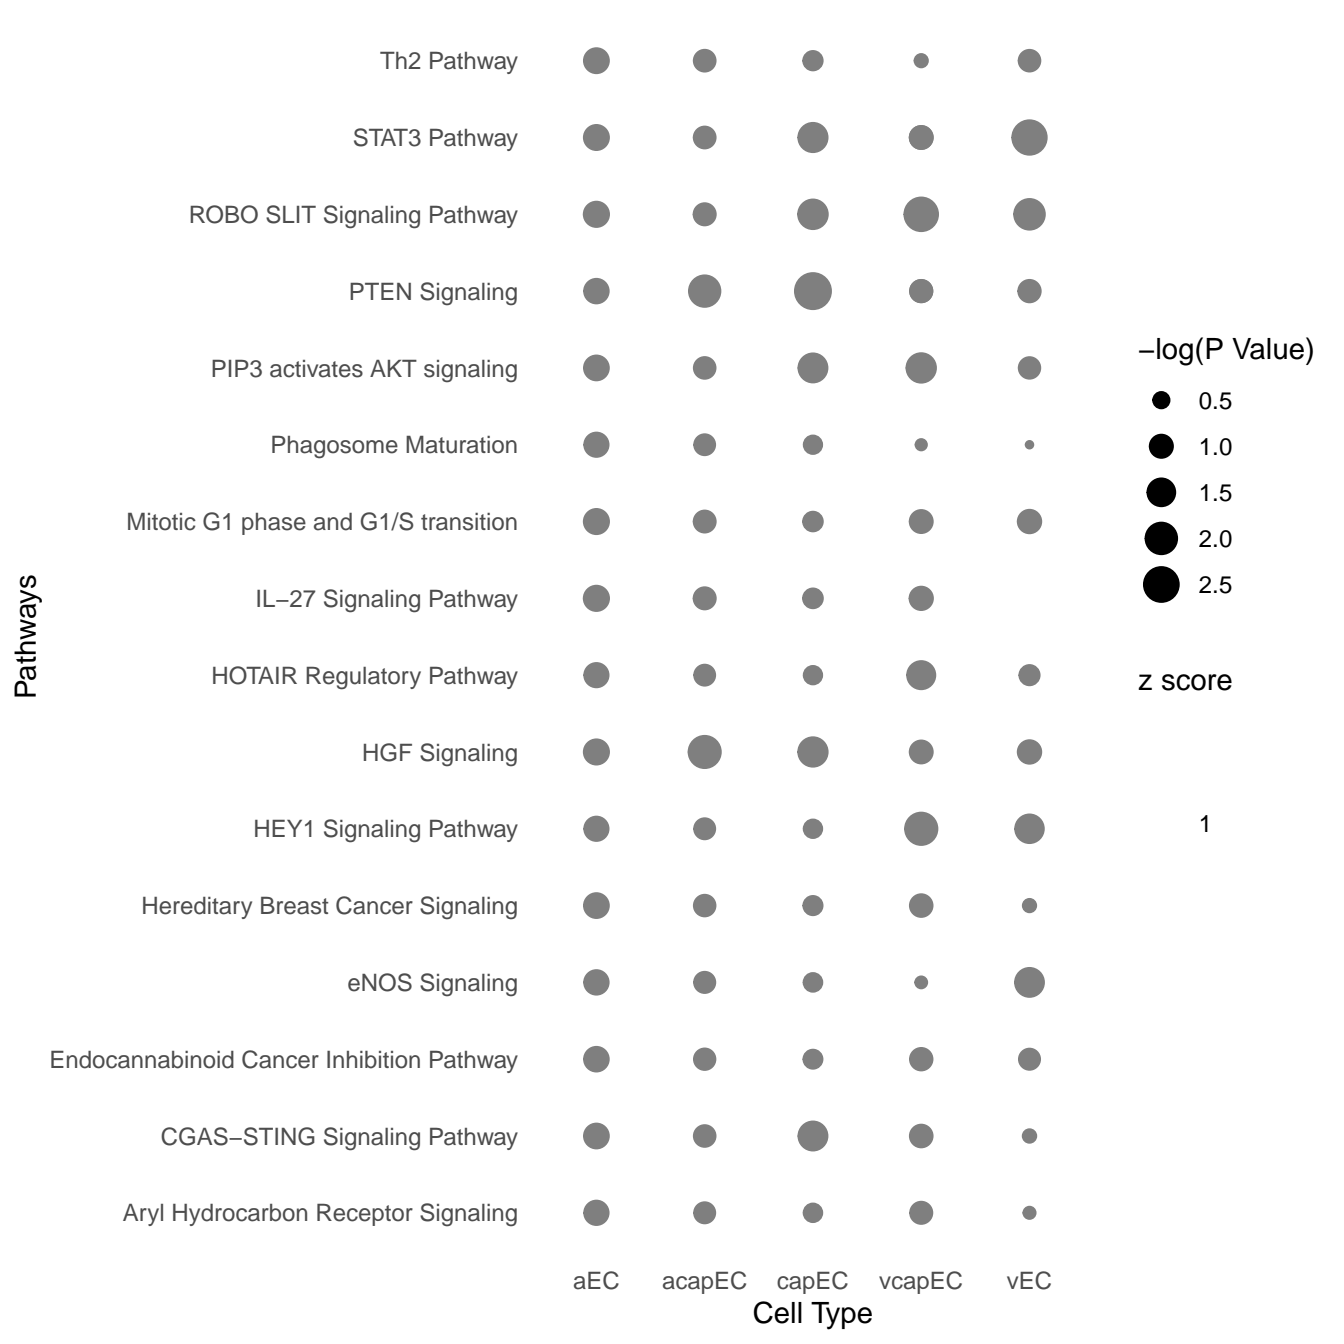 Th2 Pathway
STAT3 Pathway
ROBO SLIT Signaling Pathway
PTEN Signaling
PIP3 activates AKT signaling
Phagosome Maturation
Mitotic G1 phase and G1/S transition
IL−27 Signaling Pathway
HOTAIR Regulatory Pathway
HGF Signaling
HEY1 Signaling Pathway
Hereditary Breast Cancer Signaling
eNOS Signaling
Endocannabinoid Cancer Inhibition Pathway
CGAS−STING Signaling Pathway
Aryl Hydrocarbon Receptor Signaling
Pathways
aEC acapEC capEC vcapEC vEC
Cell Type
−log(P Value)
0.5
1.0
1.5
2.0
2.5
z score
1